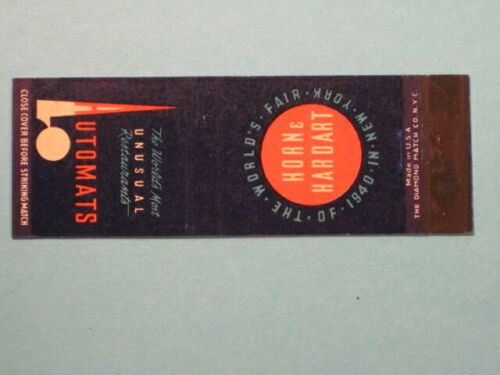 THE·WORLD'S·FAIR·
OF·1940·IN·NEW·YORK
HORN &
HARDART
Made in U.S.A.
THE DIAMOND MATCH CO. N.Y.C.
The World's Most
UNUSUAL
Restaurants
AUTOMATS
CLOSE COVER BEFORE STRIKING MATCH